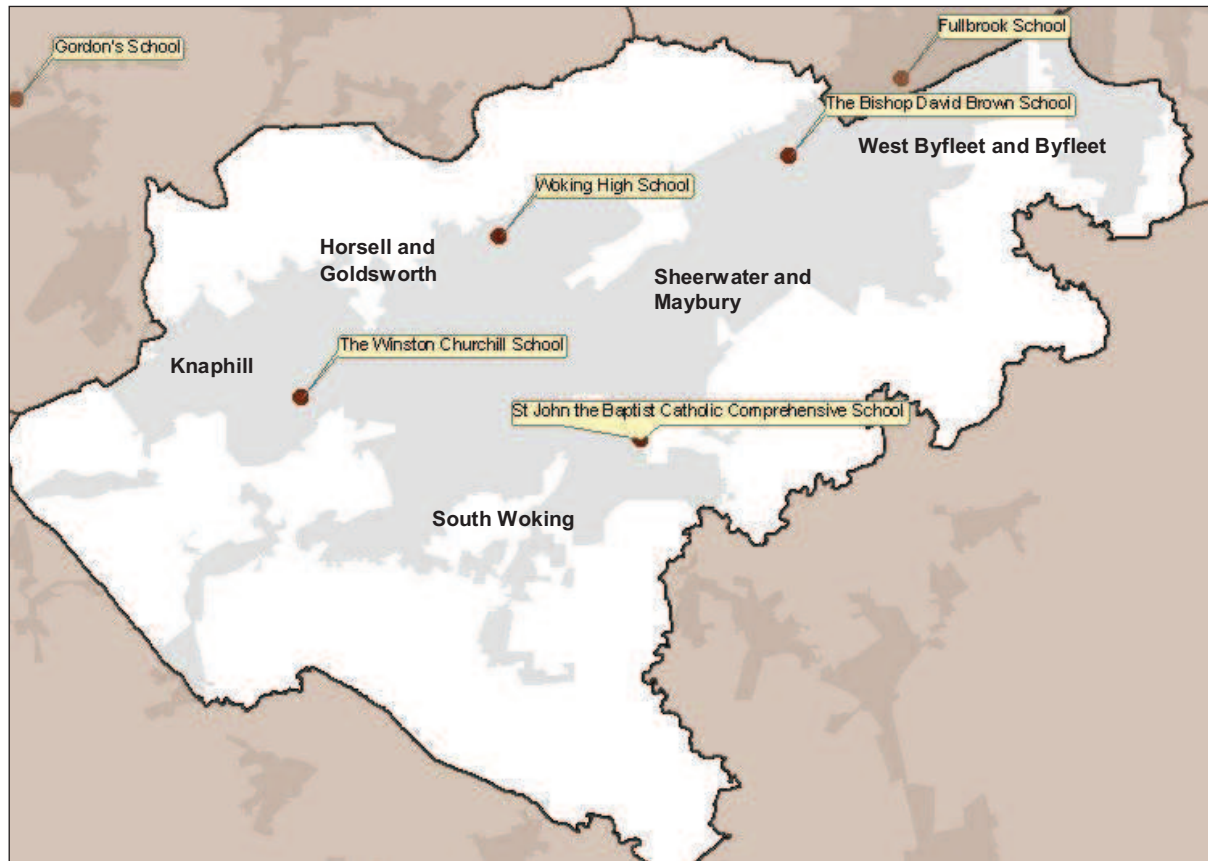 Fullbrook School
Gordon's School
The Bishop David Brown School
West Byfleet and Byfleet
Woking High School
Horsell and
Goldsworth
Sheerwater and
Maybury
The Winston Churchill School
Knaphill
St John the Baptist Catholic Comprehensive School
South Woking